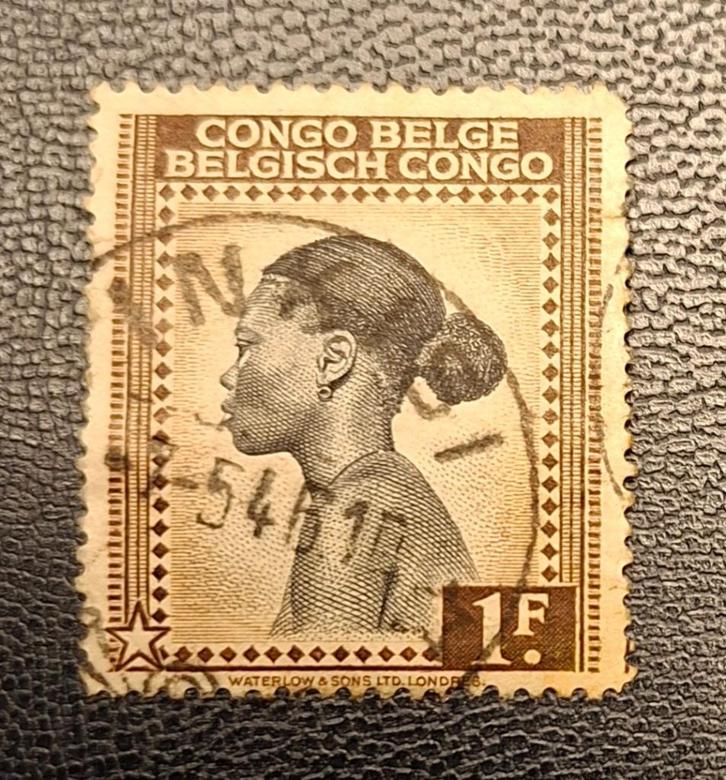 CONGO BELGE
BELGISCH CONGO
1F.
WATERLOW & SONS LTD. LONDRES.